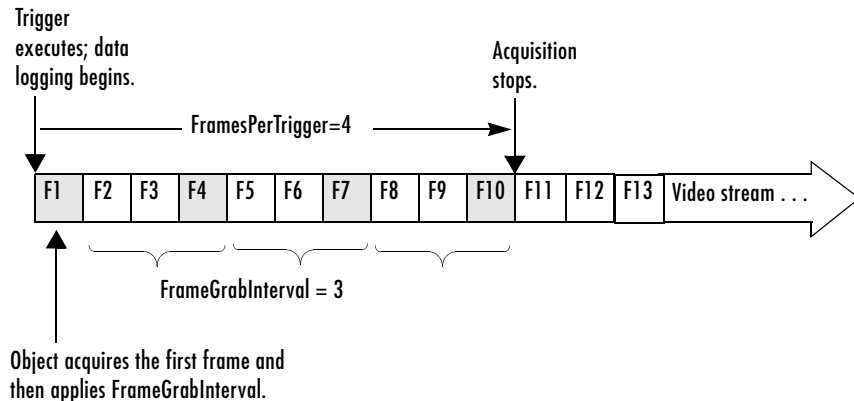 Trigger
executes; data
logging begins.
Acquisition
stops.
FramesPerTrigger=4
F1 F2 F3 F4 F5 F6 F7 F8 F9 F10 F11 F12 F13 Video stream . . .
FrameGrabInterval = 3
Object acquires the first frame and
then applies FrameGrabInterval.